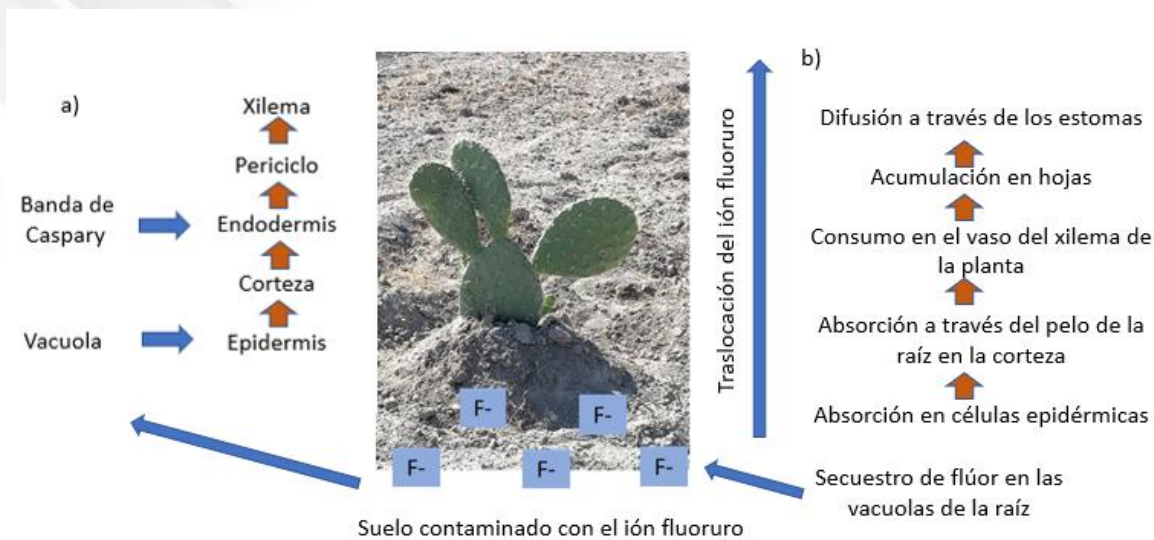 a)
Xilema
Periciclo
Banda de
Caspary
Endodermis
Corteza
Vacuola
Epidermis
F-
F-
F-
F-
F-
Suelo contaminado con el ión fluoruro
Traslocación del ión fluoruro
b)
Difusión a través de los estomas
Acumulación en hojas
Consumo en el vaso del xilema de
la planta
Absorción a través del pelo de la
raíz en la corteza
Absorción en células epidérmicas
Secuestro de flúor en las
vacuolas de la raíz